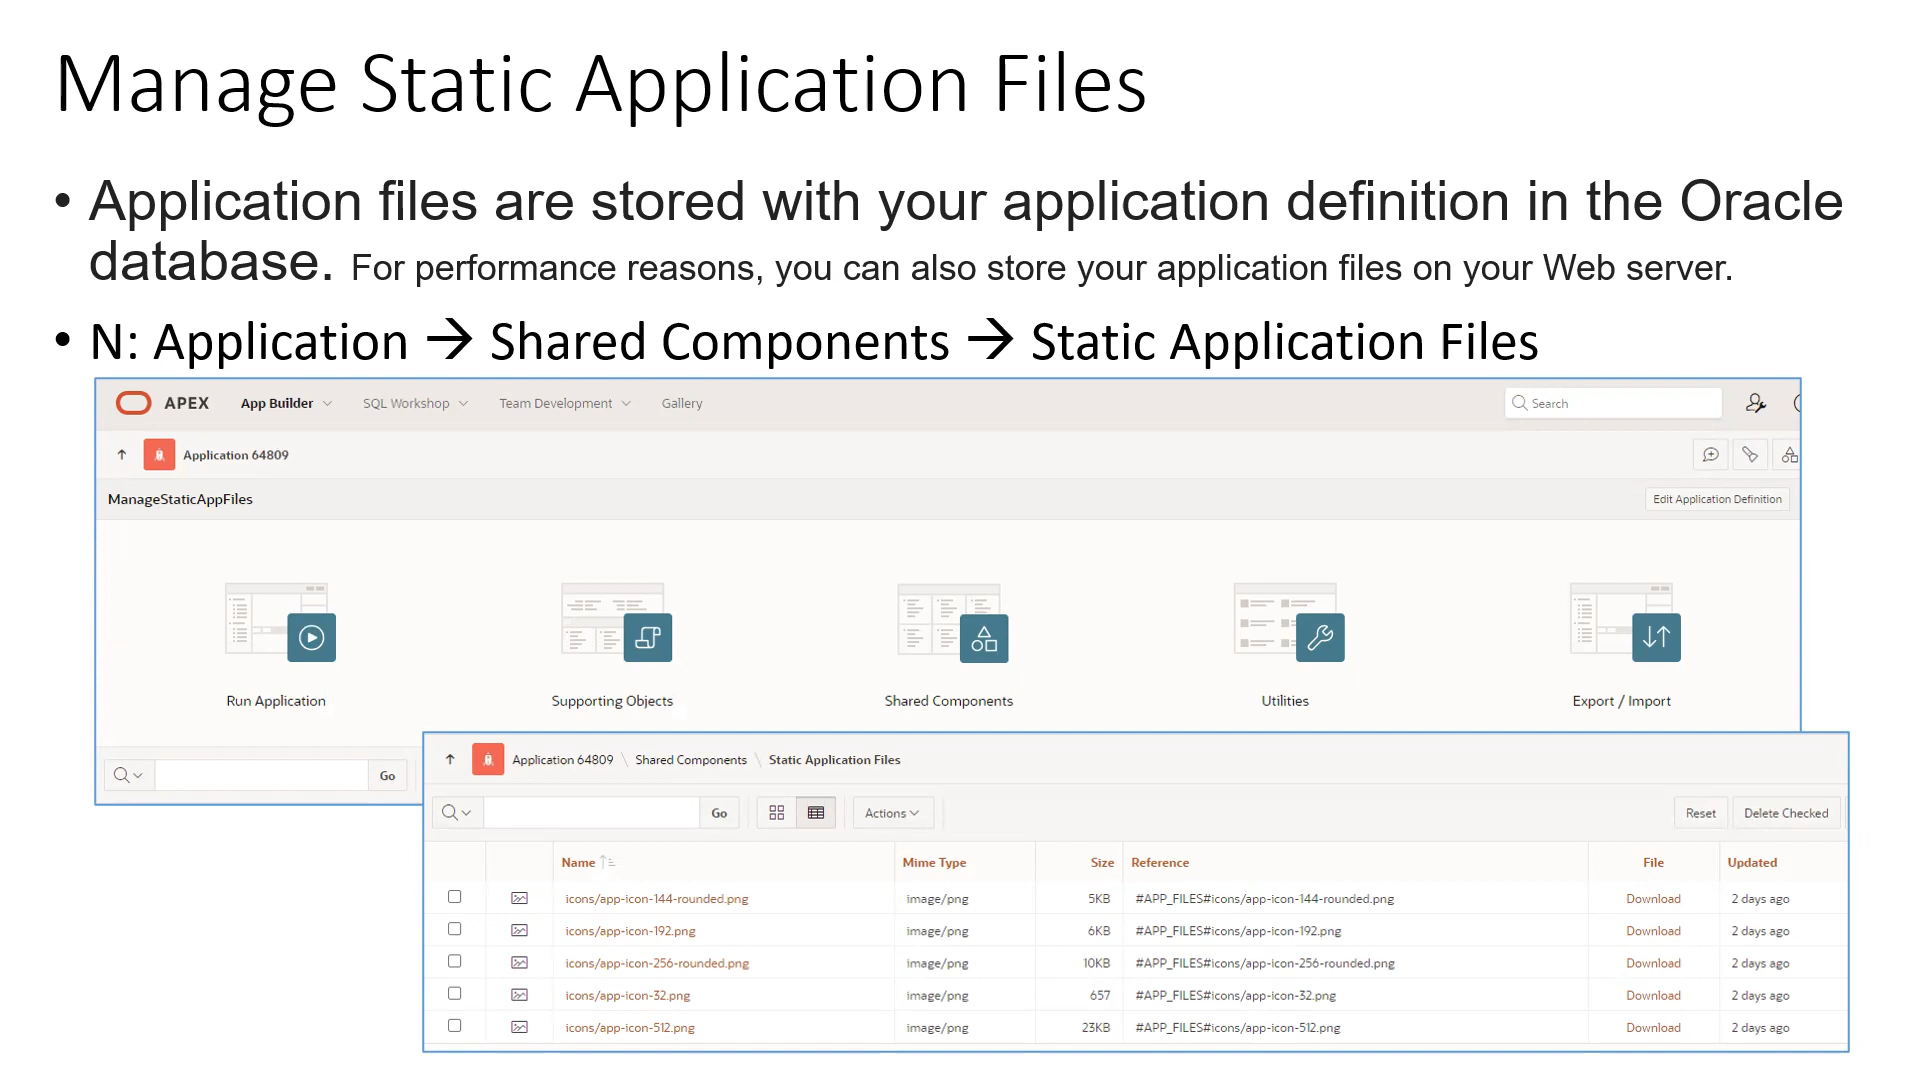 Manage Static Application Files
• Application files are stored with your application definition in the Oracle
database. For performance reasons, you can also store your application files on your Web server.
• N: Application → Shared Components → Static Application Files
APEX App Builder SQL Workshop Team Development Gallery Search
Application 64809
ManageStaticAppFiles Edit Application Definition
Run Application Supporting Objects Shared Components Utilities Export / Import
Go
Application 64809 \ Shared Components \ Static Application Files
Go Actions Reset Delete Checked
Name Mime Type Size Reference File Updated
icons/app-icon-144-rounded.png image/png 5KB #APP_FILES#icons/app-icon-144-rounded.png Download 2 days ago
icons/app-icon-192.png image/png 6KB #APP_FILES#icons/app-icon-192.png Download 2 days ago
icons/app-icon-256-rounded.png image/png 10KB #APP_FILES#icons/app-icon-256-rounded.png Download 2 days ago
icons/app-icon-32.png image/png 657 #APP_FILES#icons/app-icon-32.png Download 2 days ago
icons/app-icon-512.png image/png 23KB #APP_FILES#icons/app-icon-512.png Download 2 days ago